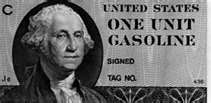 C
UNITED STATES
ONE UNIT
GASOLINE
SIGNED
TAG NO.